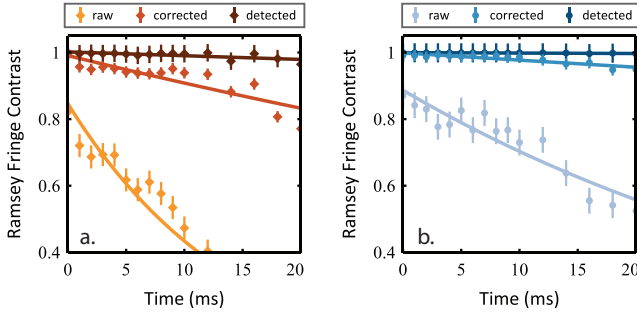 raw corrected detected
raw corrected detected
Ramsey Fringe Contrast
1
0.8
0.6
0.4
a.
0 5 10 15 20
Time (ms)
Ramsey Fringe Contrast
1
0.8
0.6
0.4
b.
0 5 10 15 20
Time (ms)